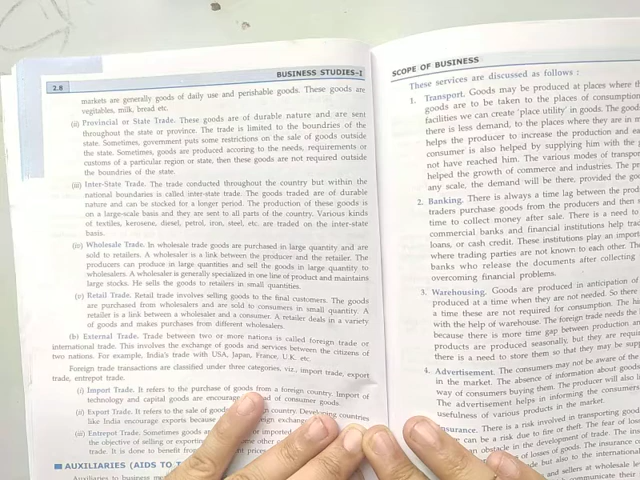 2.8
BUSINESS STUDIES-I
markets are generally goods of daily use and perishable goods. These goods are
vegetables, milk, bread etc.
(ii) Provincial or State Trade. These goods are of durable nature and are sent
throughout the state or province. The trade is limited to the boundaries of the
state. Sometimes, government puts some restrictions on the sale of goods outside
the state. Sometimes, goods are produced according to the needs, requirements or
customs of a particular region or state, then these goods are not required outside
the boundaries of the state.
(iii) Inter-State Trade. The trade conducted throughout the country but within the
national boundaries is called inter-state trade. The goods traded are of durable
nature and can be stocked for a longer period. The production of these goods is
on a large-scale basis and they are sent to all parts of the country. Various kinds
of textiles, kerosene, diesel, petrol, iron, steel, etc. are traded on the inter-state
basis.
(iv) Wholesale Trade. In wholesale trade goods are purchased in large quantity and are
sold to retailers. A wholesaler is a link between the producer and the retailer. The
producers can produce in large quantities and sell the goods in large quantity to
wholesalers. A wholesaler is generally specialized in one line of product and maintains
large stocks. He sells the goods to retailers in small quantities.
(v) Retail Trade. Retail trade involves selling goods to the final customers. The goods
are purchased from wholesalers and are sold to consumers in small quantity. A
retailer is a link between a wholesaler and a consumer. A retailer deals in a variety
of goods and makes purchases from different wholesalers.
(b) External Trade. Trade between two or more nations is called foreign trade or
international trade. This involves the exchange of goods and services between the citizens of
two nations. For example, India's trade with USA, Japan, France, U.K. etc.
Foreign trade transactions are classified under three categories, viz., import trade, export
trade, entrepot trade.
(i) Import Trade. It refers to the purchase of goods from a foreign country. Import of
technology and capital goods are encouraged of consumer goods.
(ii) Export Trade. It refers to the sale of goods country. Developing countries
like India encourage exports because exchange
(iii) Entrepot Trade. Sometimes goods are or imported
the objective of selling or exporting some other
trade. It is done to benefit from prices
AUXILIARIES (AIDS TO
SCOPE OF BUSINESS
These services are discussed as follows :
1. Transport. Goods may be produced at places where
goods are to be taken to the places of consumption
facilities we can create 'place utility' in goods. The good
there is less demand, to the places where they are in
helps the producer to increase the production and
consumer is also helped by supplying him with the
not have reached him. The various modes of transport
helped the growth of commerce and industries. The
any scale, the demand will be there, provided the
2. Banking. There is always a time lag between the
traders purchase goods from the producers and then
time to collect money after sale. There is a need to
commercial banks and financial institutions help
loans, or cash credit. These institutions play an
where trading parties are not known to each other.
banks who release the documents after collecting
overcoming financial problems.
3. Warehousing. Goods are produced in anticipation of
produced at a time when they are not needed. So there
a time these are not required for consumption. The
with the help of warehouse. The foreign trade needs the
because there is more time gap between production
products are produced seasonally, but they are
there is a need to store them so that they may be
4. Advertisement. The consumers may not be aware of the
in the market. The absence of information about goods
way of consumers buying them. The producer will also
The advertisement helps in informing the consumers
usefulness of various products in the market.
Insurance. There is a risk involved in transporting
can be a risk due to fire or theft. The fear of
an obstacle in the development of trade. The
of losses of goods. The insurance
but also to the international
and sellers at whole
communicate their